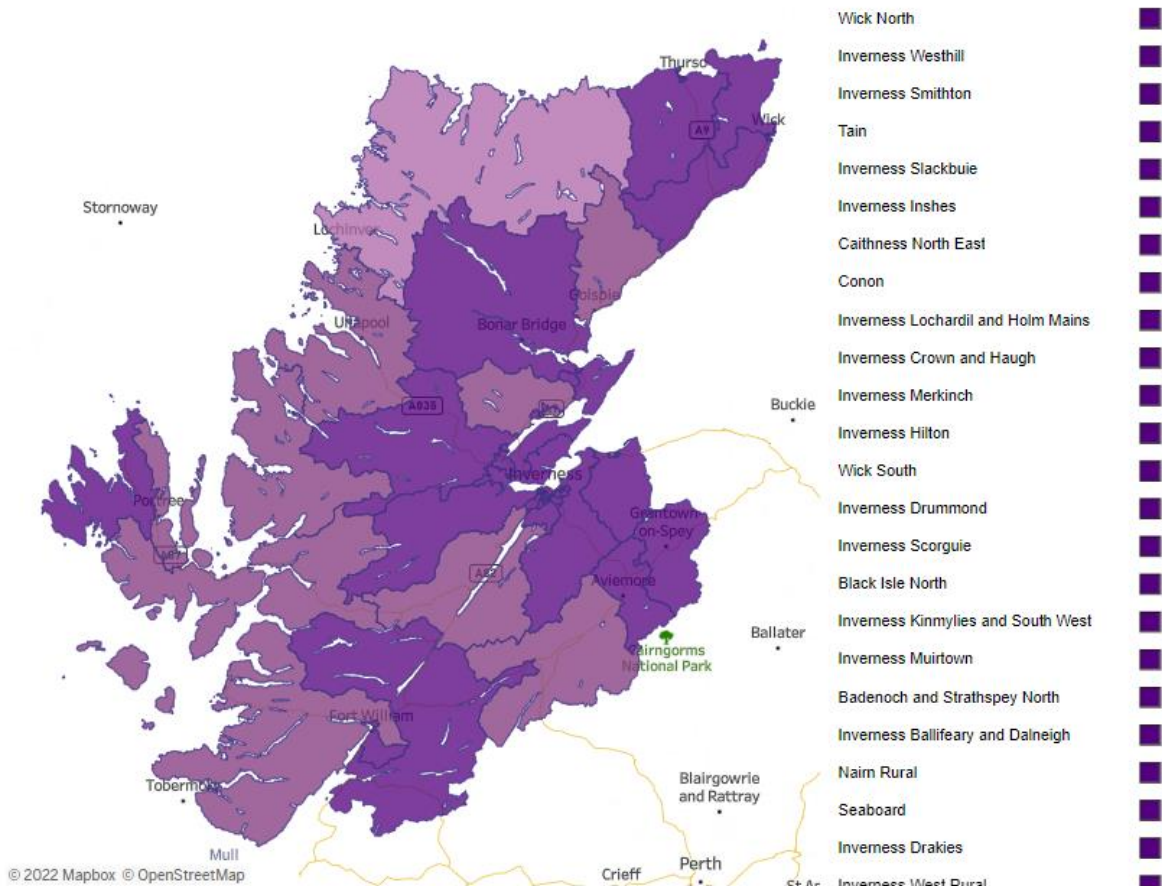 Wick North
Inverness Westhill
Inverness Smithton
Tain
Inverness Slackbuie
Inverness Inshes
Caithness North East
Conon
Inverness Lochardil and Holm Mains
Inverness Crown and Haugh
Inverness Merkinch
Inverness Hilton
Wick South
Inverness Drummond
Inverness Scorguie
Black Isle North
Inverness Kinmylies and South West
Inverness Muirtown
Badenoch and Strathspey North
Inverness Ballifeary and Dalneigh
Nairn Rural
Seaboard
Inverness Drakies
Inverness West Rural
Thurso
A9
Wick
Stornoway
Lochinver
Golspie
Ullapool
Bonar Bridge
A835
Buckie
Inverness
Portree
Grantown
-on-Spey
A87
A82
Aviemore
Cairngorms
National Park
Ballater
Fort William
Tobermory
Blairgowrie
and Rattray
Mull
Crieff
Perth
© 2022 Mapbox © OpenStreetMap